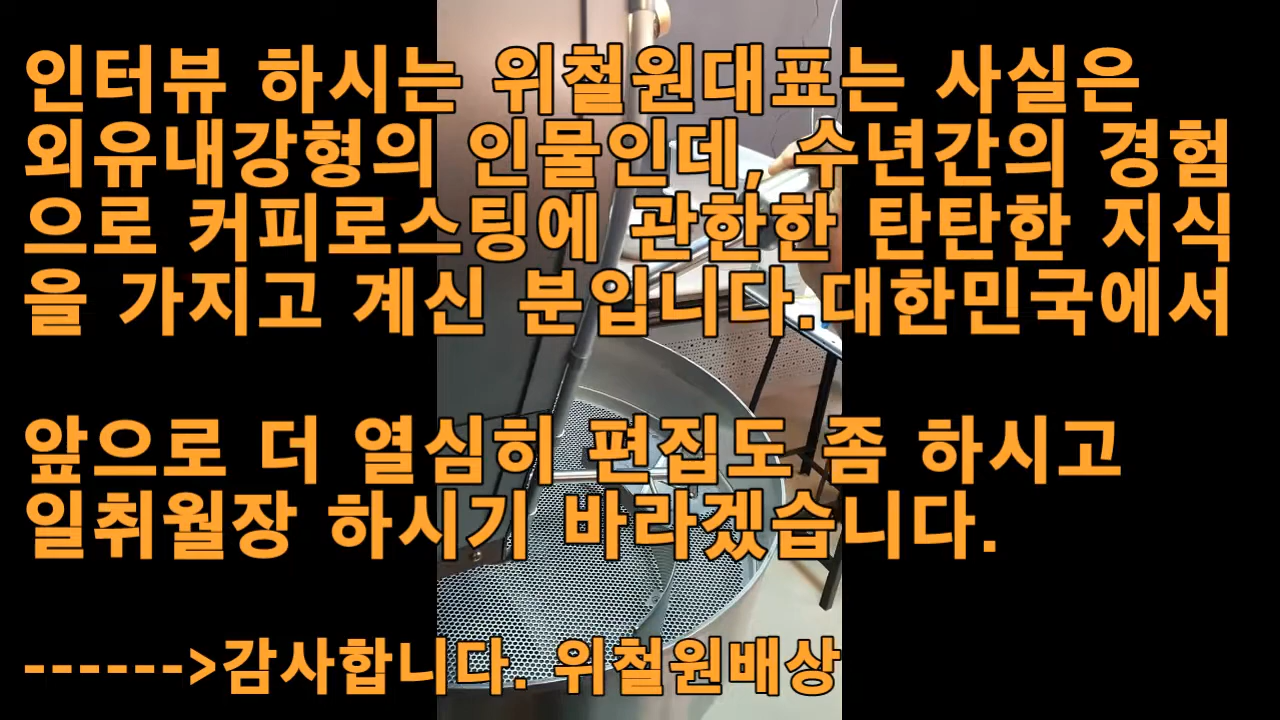 인터뷰 하시는 위철원대표는 사실은
외유내강형의 인물인데, 수년간의 경험
으로 커피로스팅에 관한한 탄탄한 지식
을 가지고 계신 분입니다.대한민국에서
앞으로 더 열심히 편집도 좀 하시고
일취월장 하시기 바라겠습니다.
------>감사합니다. 위철원배상